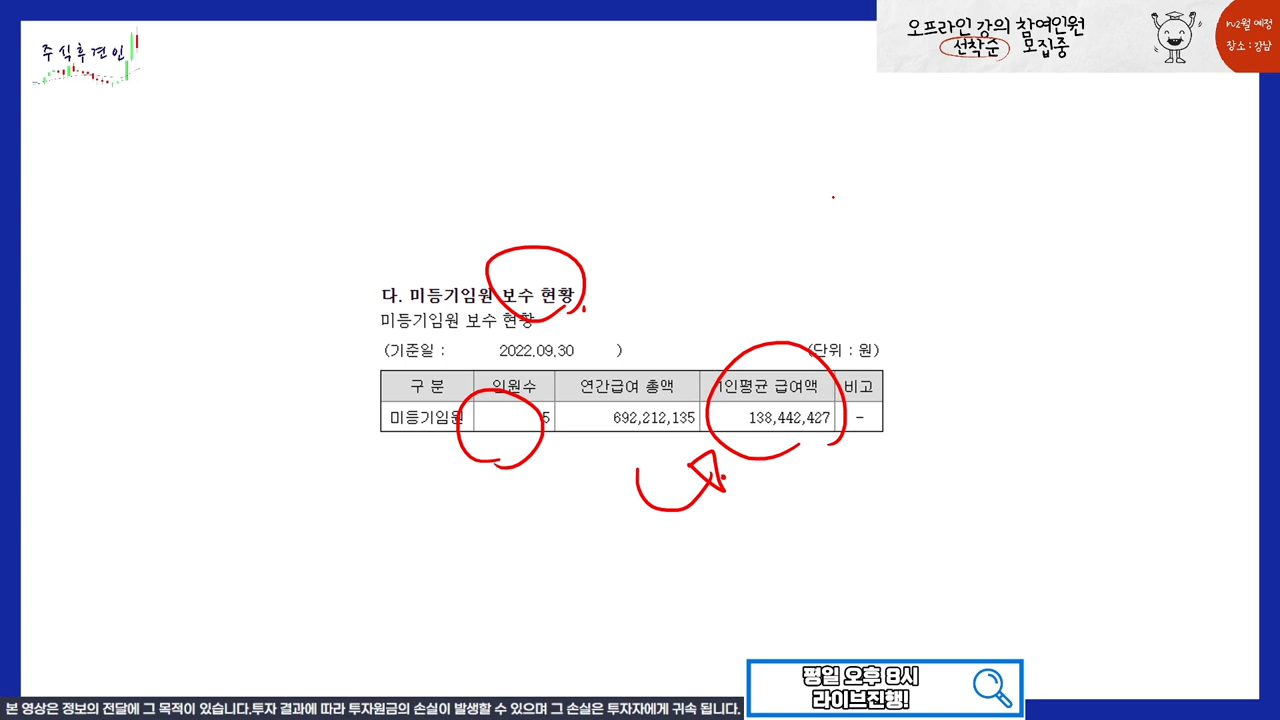 오프라인 강의 참여인원
선착순 모집중
N2월 예정
장소 : 강남
주식후견인
다. 미등기임원 보수 현황
미등기임원 보수 현황
(기준일 : 2022.09.30 ) (단위 : 원)
구 분 인원수 연간급여 총액 1인평균 급여액 비고
미등기임원 5 692,212,135 138,442,427 -
평일 오후 8시
라이브진행!
본 영상은 정보의 전달에 그 목적이 있습니다.투자 결과에 따라 투자원금의 손실이 발생할 수 있으며 그 손실은 투자자에게 귀속 됩니다.